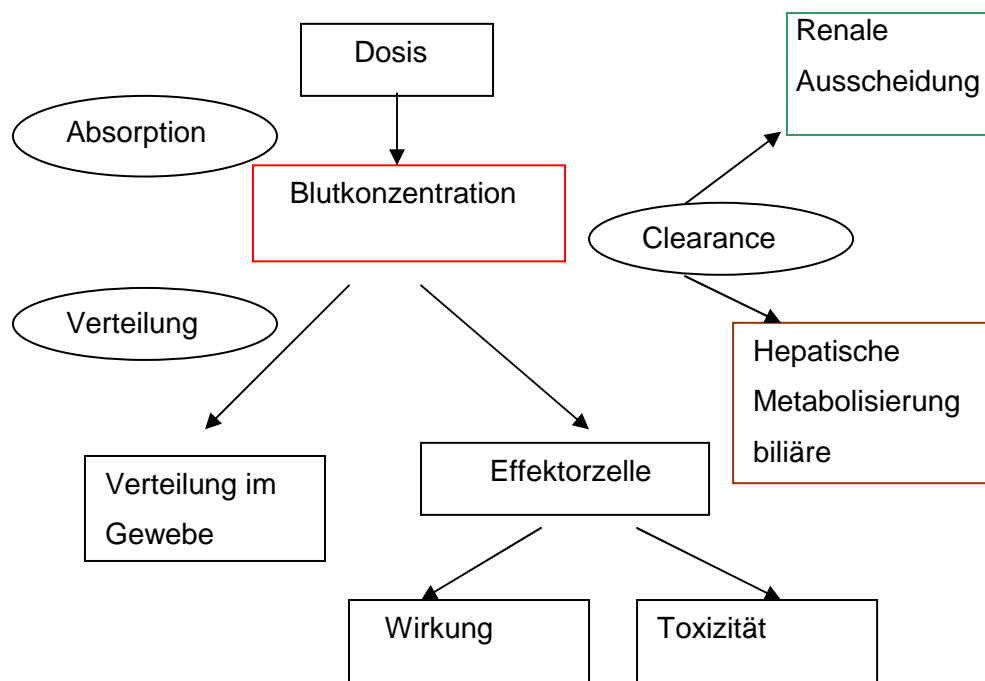 Dosis
Renale
Ausscheidung
Absorption
Blutkonzentration
Clearance
Verteilung
Hepatische
Metabolisierung
biliäre
Verteilung im
Gewebe
Effektorzelle
Wirkung
Toxizität